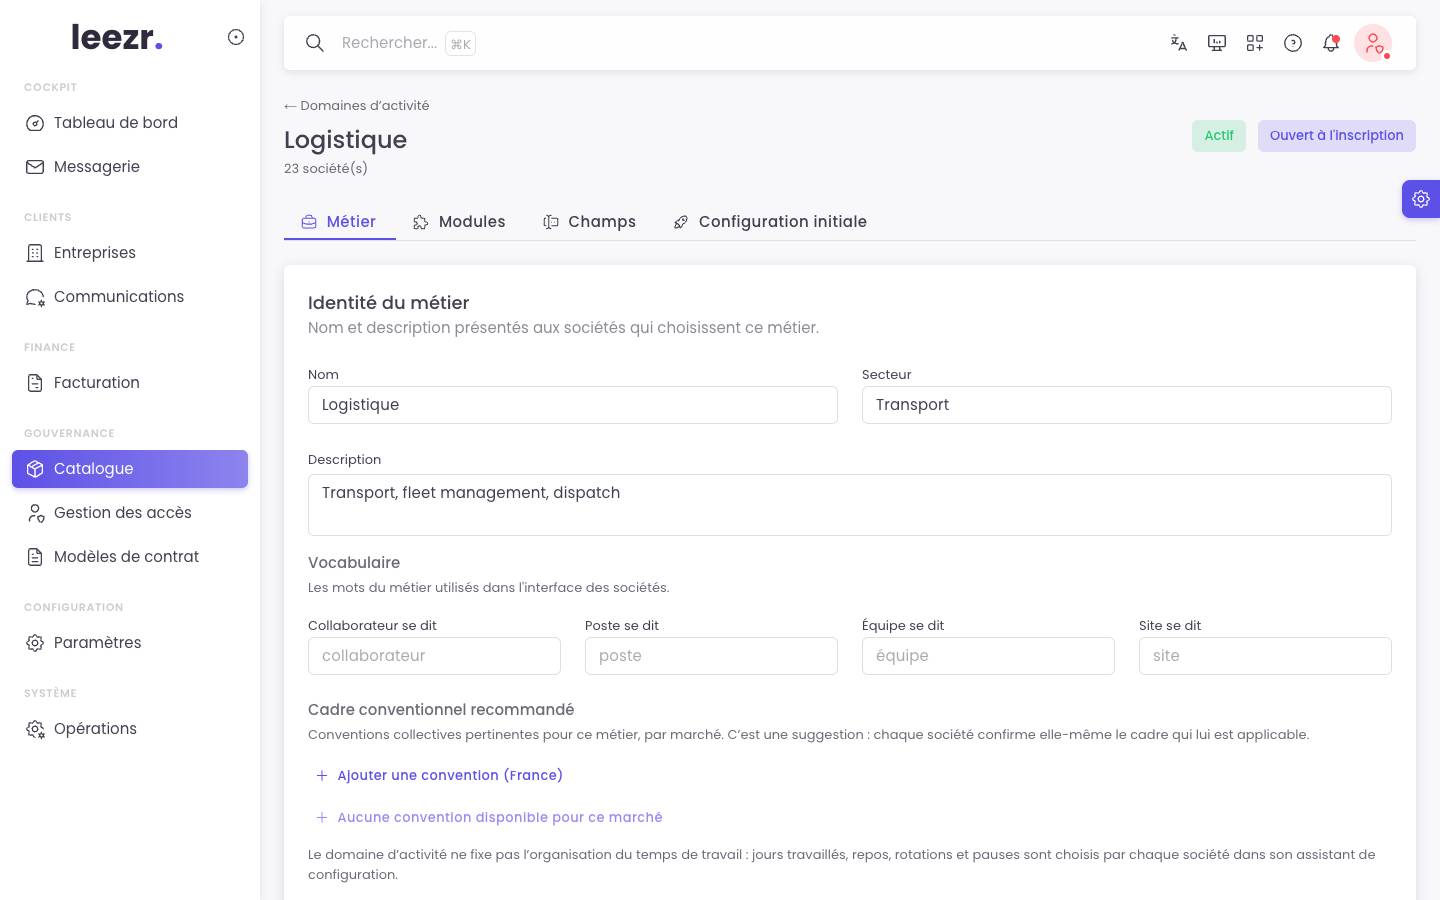 leezr.
COCKPIT
Tableau de bord
Messagerie
CLIENTS
Entreprises
Communications
FINANCE
Facturation
GOUVERNANCE
Catalogue
Gestion des accès
Modèles de contrat
CONFIGURATION
Paramètres
SYSTÈME
Opérations
Rechercher... ⌘K
← Domaines d’activité
Logistique
23 société(s)
Actif
Ouvert à l'inscription
Métier
Modules
Champs
Configuration initiale
Identité du métier
Nom et description présentés aux sociétés qui choisissent ce métier.
Nom
Logistique
Secteur
Transport
Description
Transport, fleet management, dispatch
Vocabulaire
Les mots du métier utilisés dans l'interface des sociétés.
Collaborateur se dit
collaborateur
Poste se dit
poste
Équipe se dit
équipe
Site se dit
site
Cadre conventionnel recommandé
Conventions collectives pertinentes pour ce métier, par marché. C’est une suggestion : chaque société confirme elle-même le cadre qui lui est applicable.
Ajouter une convention (France)
Aucune convention disponible pour ce marché
Le domaine d’activité ne fixe pas l’organisation du temps de travail : jours travaillés, repos, rotations et pauses sont choisis par chaque société dans son assistant de
configuration.